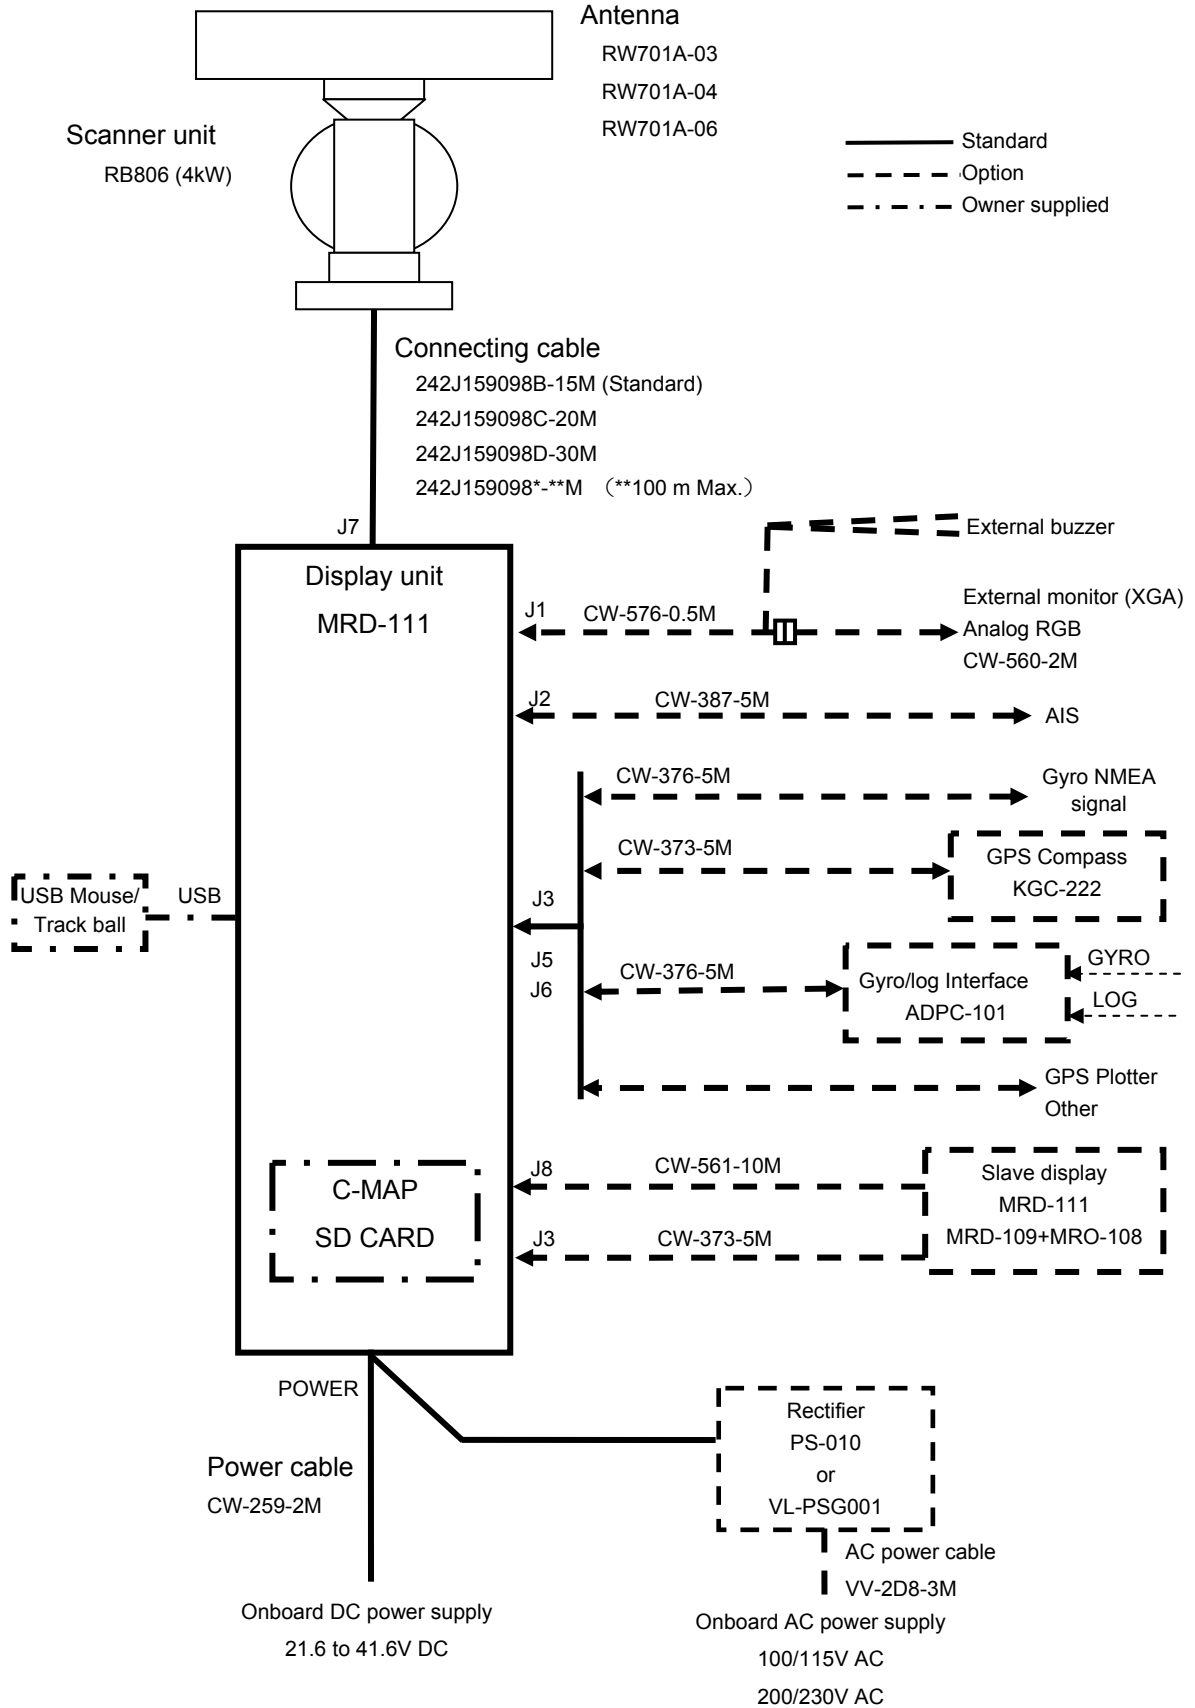 Antenna
RW701A-03
RW701A-04
RW701A-06
Scanner unit
RB806 (4kW)
Standard
Option
Owner supplied
Connecting cable
242J159098B-15M (Standard)
242J159098C-20M
242J159098D-30M
242J159098*-**M （**100 m Max.）
J7
Display unit
MRD-111
External buzzer
J1
CW-576-0.5M
External monitor (XGA)
Analog RGB
CW-560-2M
J2
CW-387-5M
AIS
CW-376-5M
Gyro NMEA
signal
CW-373-5M
GPS Compass
KGC-222
USB Mouse/
Track ball
USB
J3
J5
J6
CW-376-5M
Gyro/log Interface
ADPC-101
GYRO
LOG
GPS Plotter
Other
C-MAP
SD CARD
J8
CW-561-10M
J3
CW-373-5M
Slave display
MRD-111
MRD-109+MRO-108
POWER
Power cable
CW-259-2M
Rectifier
PS-010
or
VL-PSG001
AC power cable
VV-2D8-3M
Onboard DC power supply
21.6 to 41.6V DC
Onboard AC power supply
100/115V AC
200/230V AC